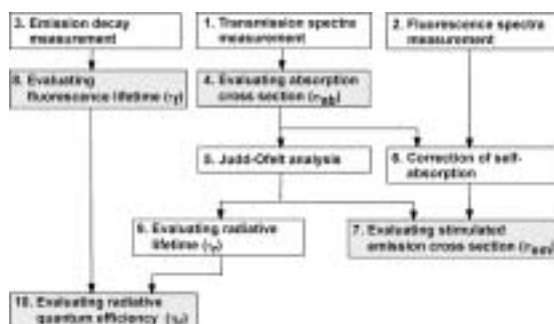 3. Emission decay
measurement
1. Transmission spectra
measurement
2. Fluorescence spectra
measurement
8. Evaluating
fluorescence lifetime (τf)
4. Evaluating absorption
cross section (σab)
5. Judd-Ofelt analysis
6. Correction of self-
absorption
9. Evaluating radiative
lifetime (τr)
7. Evaluating stimulated
emission cross section (σem)
10. Evaluating radiative
quantum efficiency